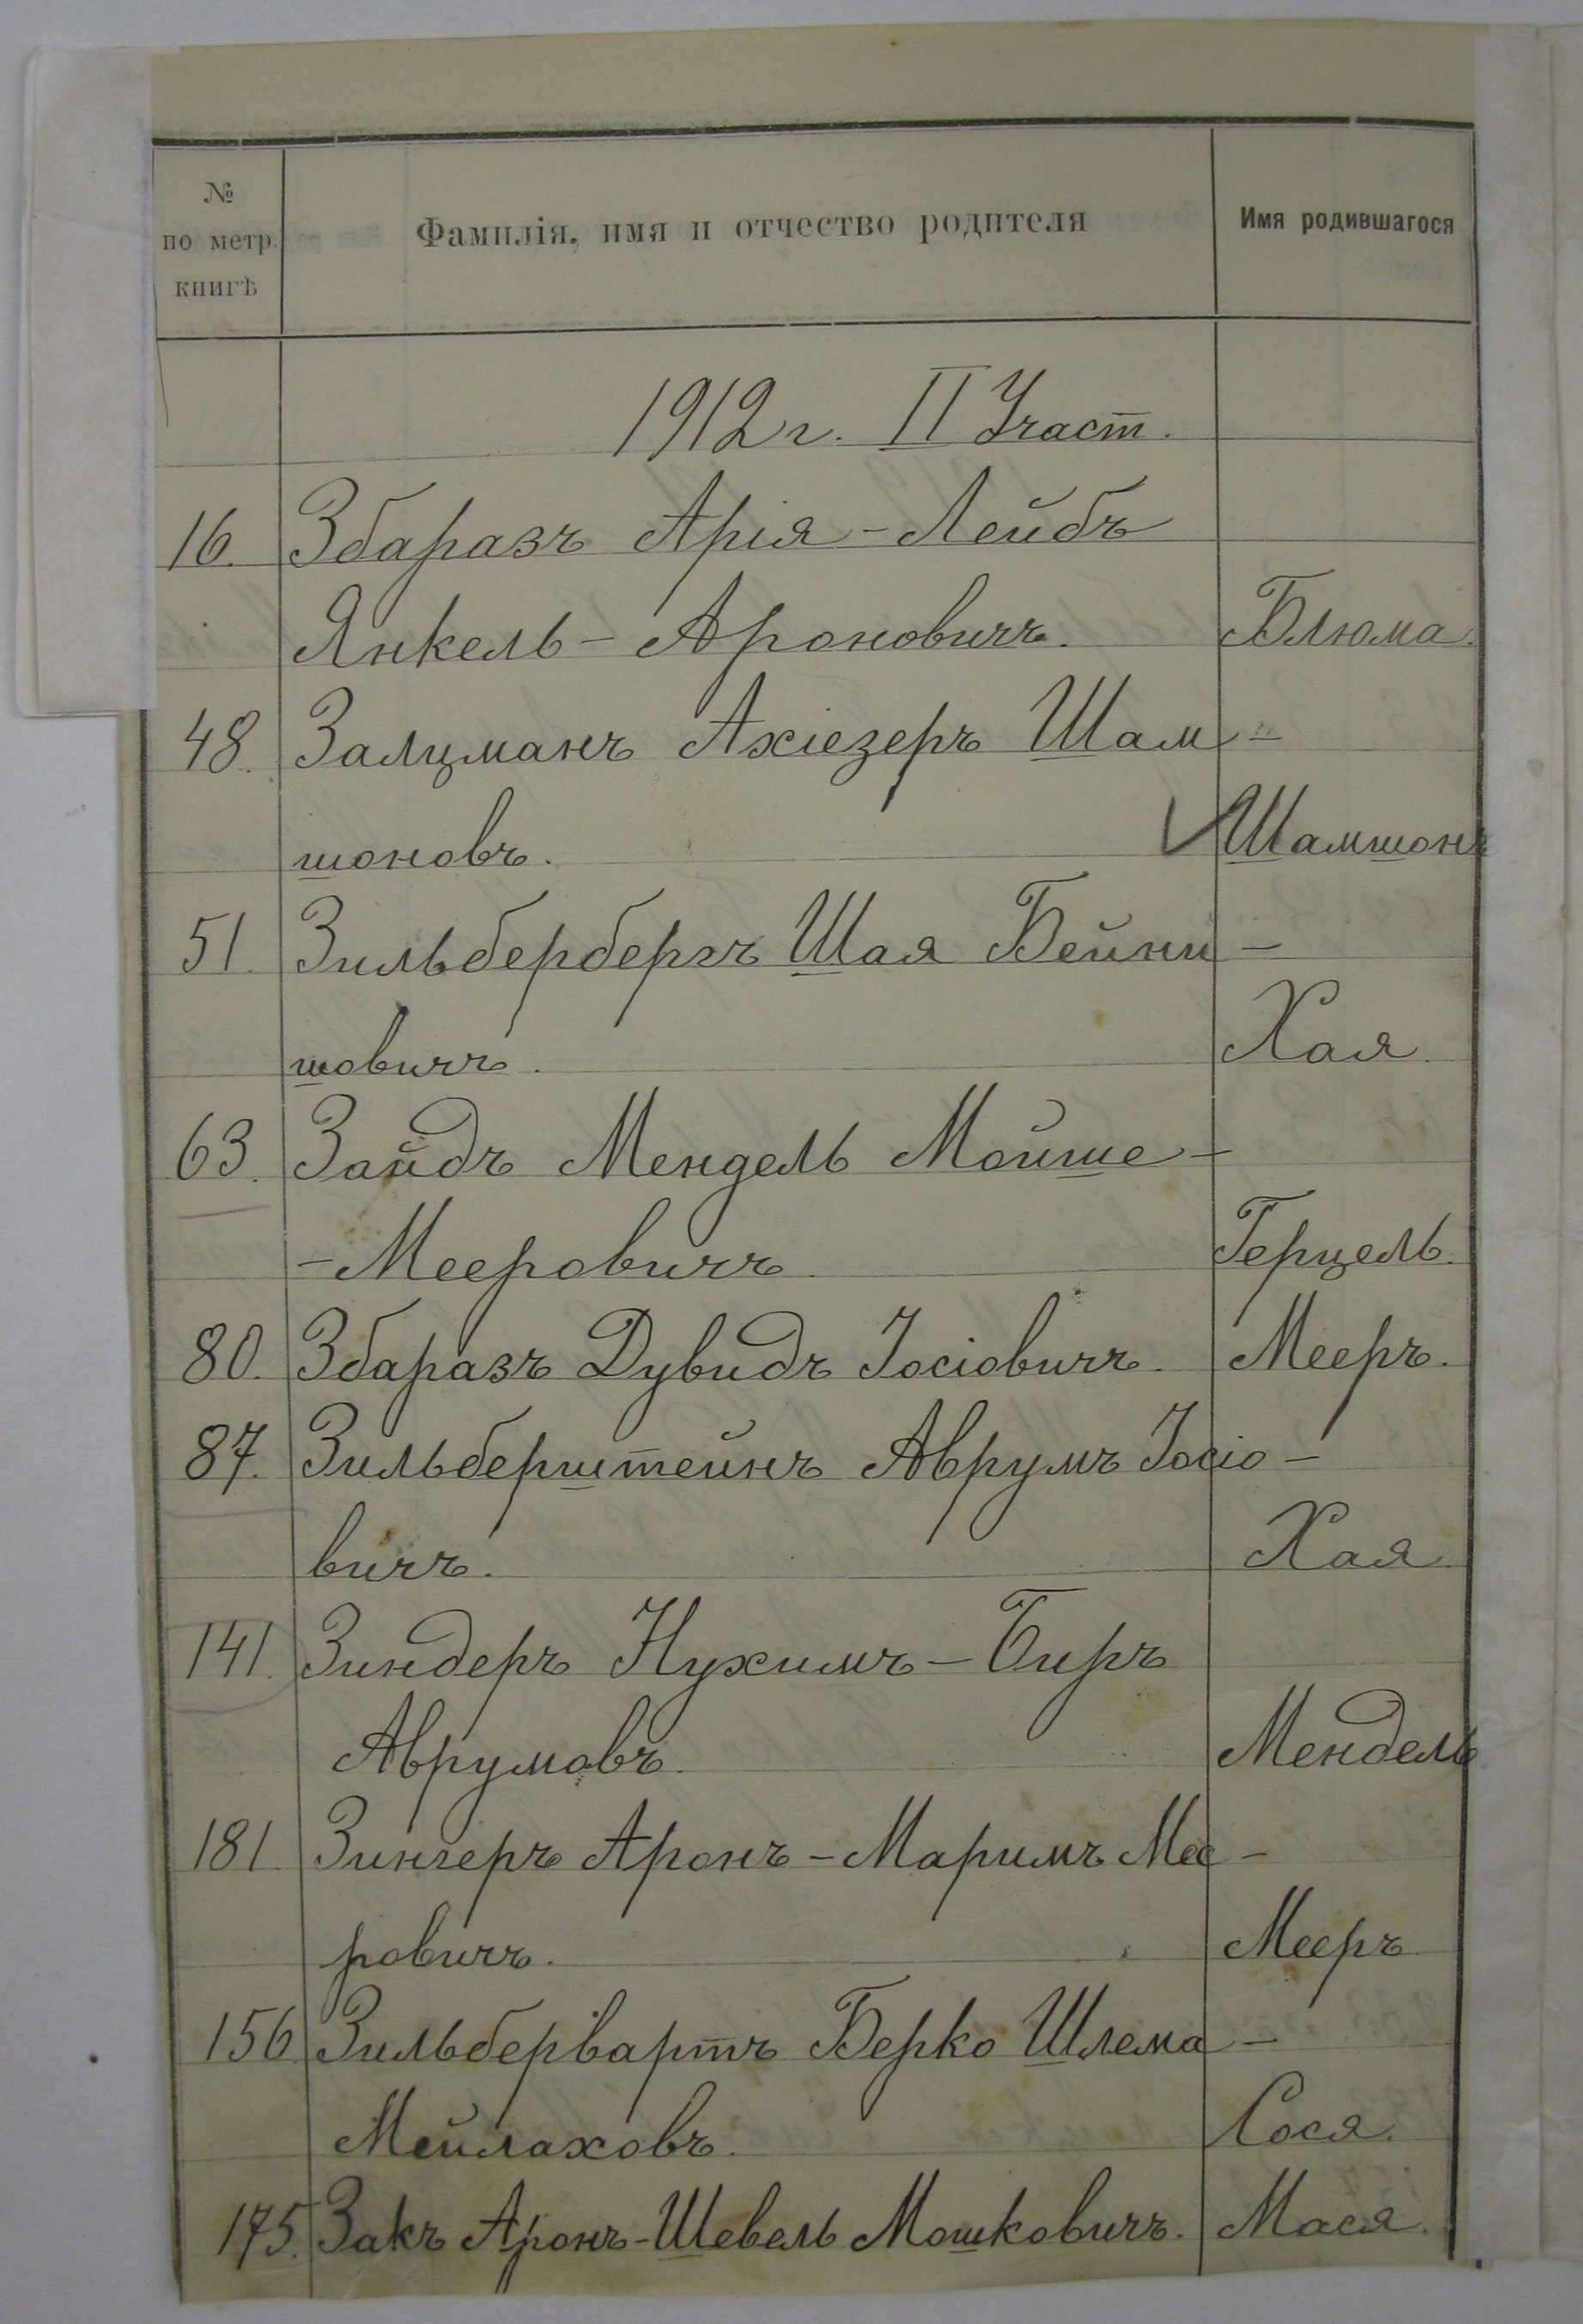 № по метр. книгѣ | Фамилія, имя и отчество родителя | Имя родившагося
1912 г. II Участ.
16. Збаразъ Арія-Лейбъ
Янкель-Ароновичъ. Блюма.
48. Залцманъ Ахіезеръ Шам-
шоновъ. Шамшонъ
51. Зильбербергъ Шая Бейни-
шовичъ. Хая.
63. Зайдъ Мендель Мойше-
-Мееровичъ. Герцель.
80. Збаразъ Дувидъ Іосіовичъ. Мееръ.
87. Зильберштейнъ Аврумъ Іосіо-
вичъ. Хая.
141. Зиндеръ Нухимъ-Биръ
Аврумовъ. Мендель
181. Зингеръ Аронъ-Маримъ Мее-
ровичъ. Мееръ.
156. Зильбервартъ Берко Шлема-
Мейлаховъ. Сося.
175. Закъ Аронъ-Шевель Мошковичъ. Мася.